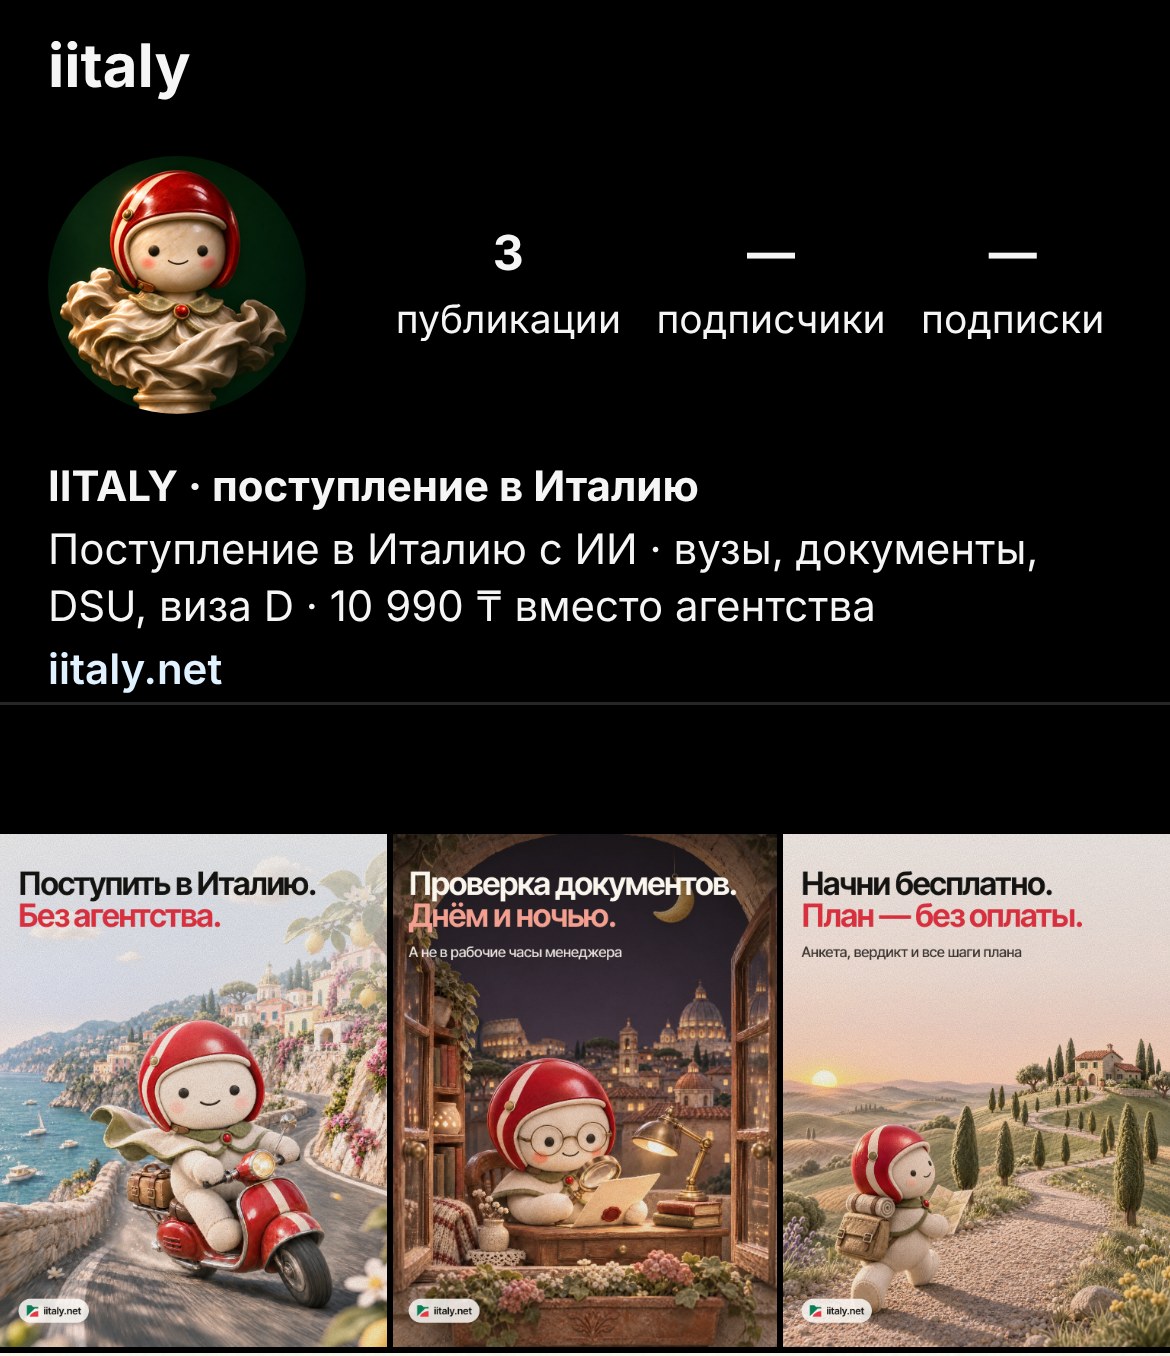 iitaly
3
—
—
публикации
подписчики
подписки
IITALY · поступление в Италию
Поступление в Италию с ИИ · вузы, документы,
DSU, виза D · 10 990 ₸ вместо агентства
iitaly.net
Поступить в Италию.
Без агентства.
iitaly.net
Проверка документов.
Днём и ночью.
А не в рабочие часы менеджера
iitaly.net
Начни бесплатно.
План — без оплаты.
Анкета, вердикт и все шаги плана
iitaly.net